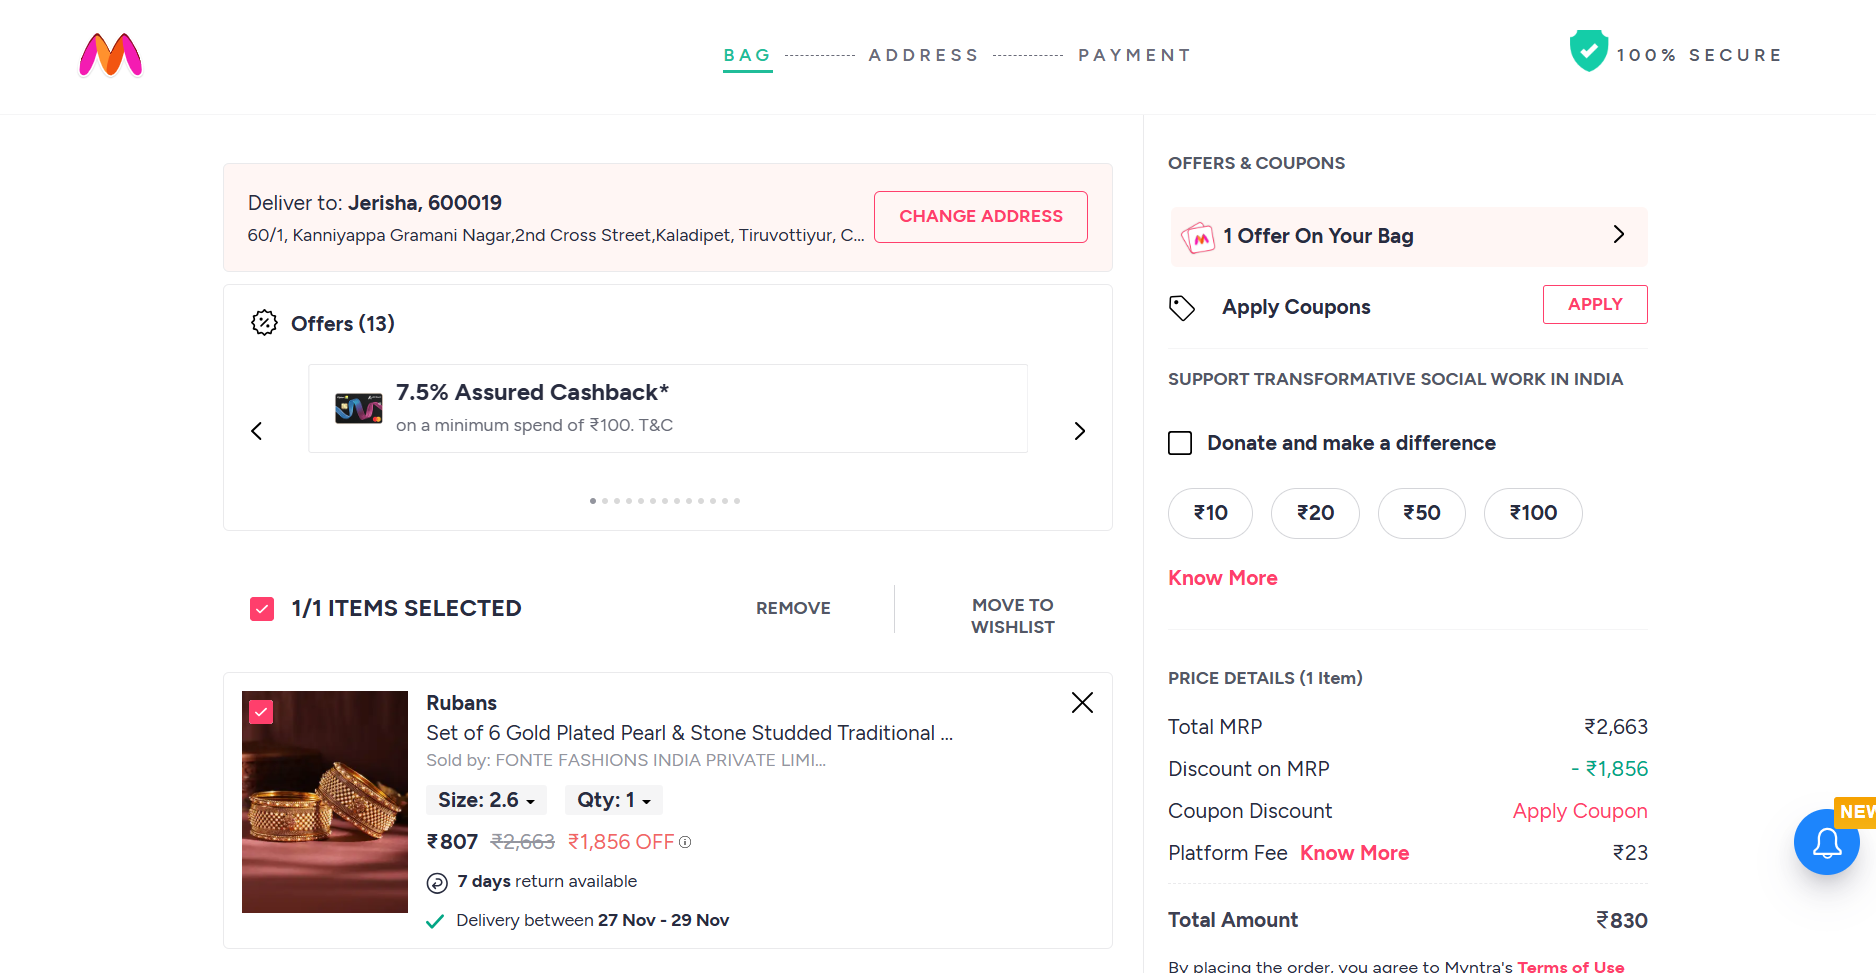 BAG ADDRESS PAYMENT
100% SECURE
Deliver to: Jerisha, 600019
60/1, Kanniyappa Gramani Nagar,2nd Cross Street,Kaladipet, Tiruvottiyur, C...
CHANGE ADDRESS
Offers (13)
7.5% Assured Cashback*
on a minimum spend of ₹100. T&C
1/1 ITEMS SELECTED
REMOVE
MOVE TO
WISHLIST
Rubans
Set of 6 Gold Plated Pearl & Stone Studded Traditional ...
Sold by: FONTE FASHIONS INDIA PRIVATE LIMI...
Size: 2.6 Qty: 1
₹807 ₹2,663 ₹1,856 OFF
7 days return available
Delivery between 27 Nov - 29 Nov
OFFERS & COUPONS
1 Offer On Your Bag
Apply Coupons APPLY
SUPPORT TRANSFORMATIVE SOCIAL WORK IN INDIA
Donate and make a difference
₹10 ₹20 ₹50 ₹100
Know More
PRICE DETAILS (1 Item)
Total MRP ₹2,663
Discount on MRP - ₹1,856
Coupon Discount Apply Coupon
Platform Fee Know More ₹23
Total Amount ₹830
By placing the order, you agree to Myntra's Terms of Use
NEW